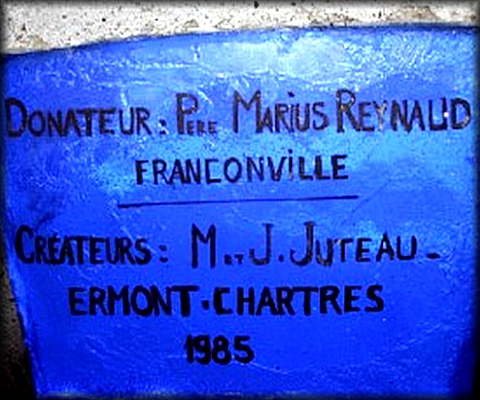 DONATEUR : PERE MARIUS REYNAUD
FRANCONVILLE
CRÉATEURS : M ET J. JUTEAU -
ERMONT - CHARTRES
1985